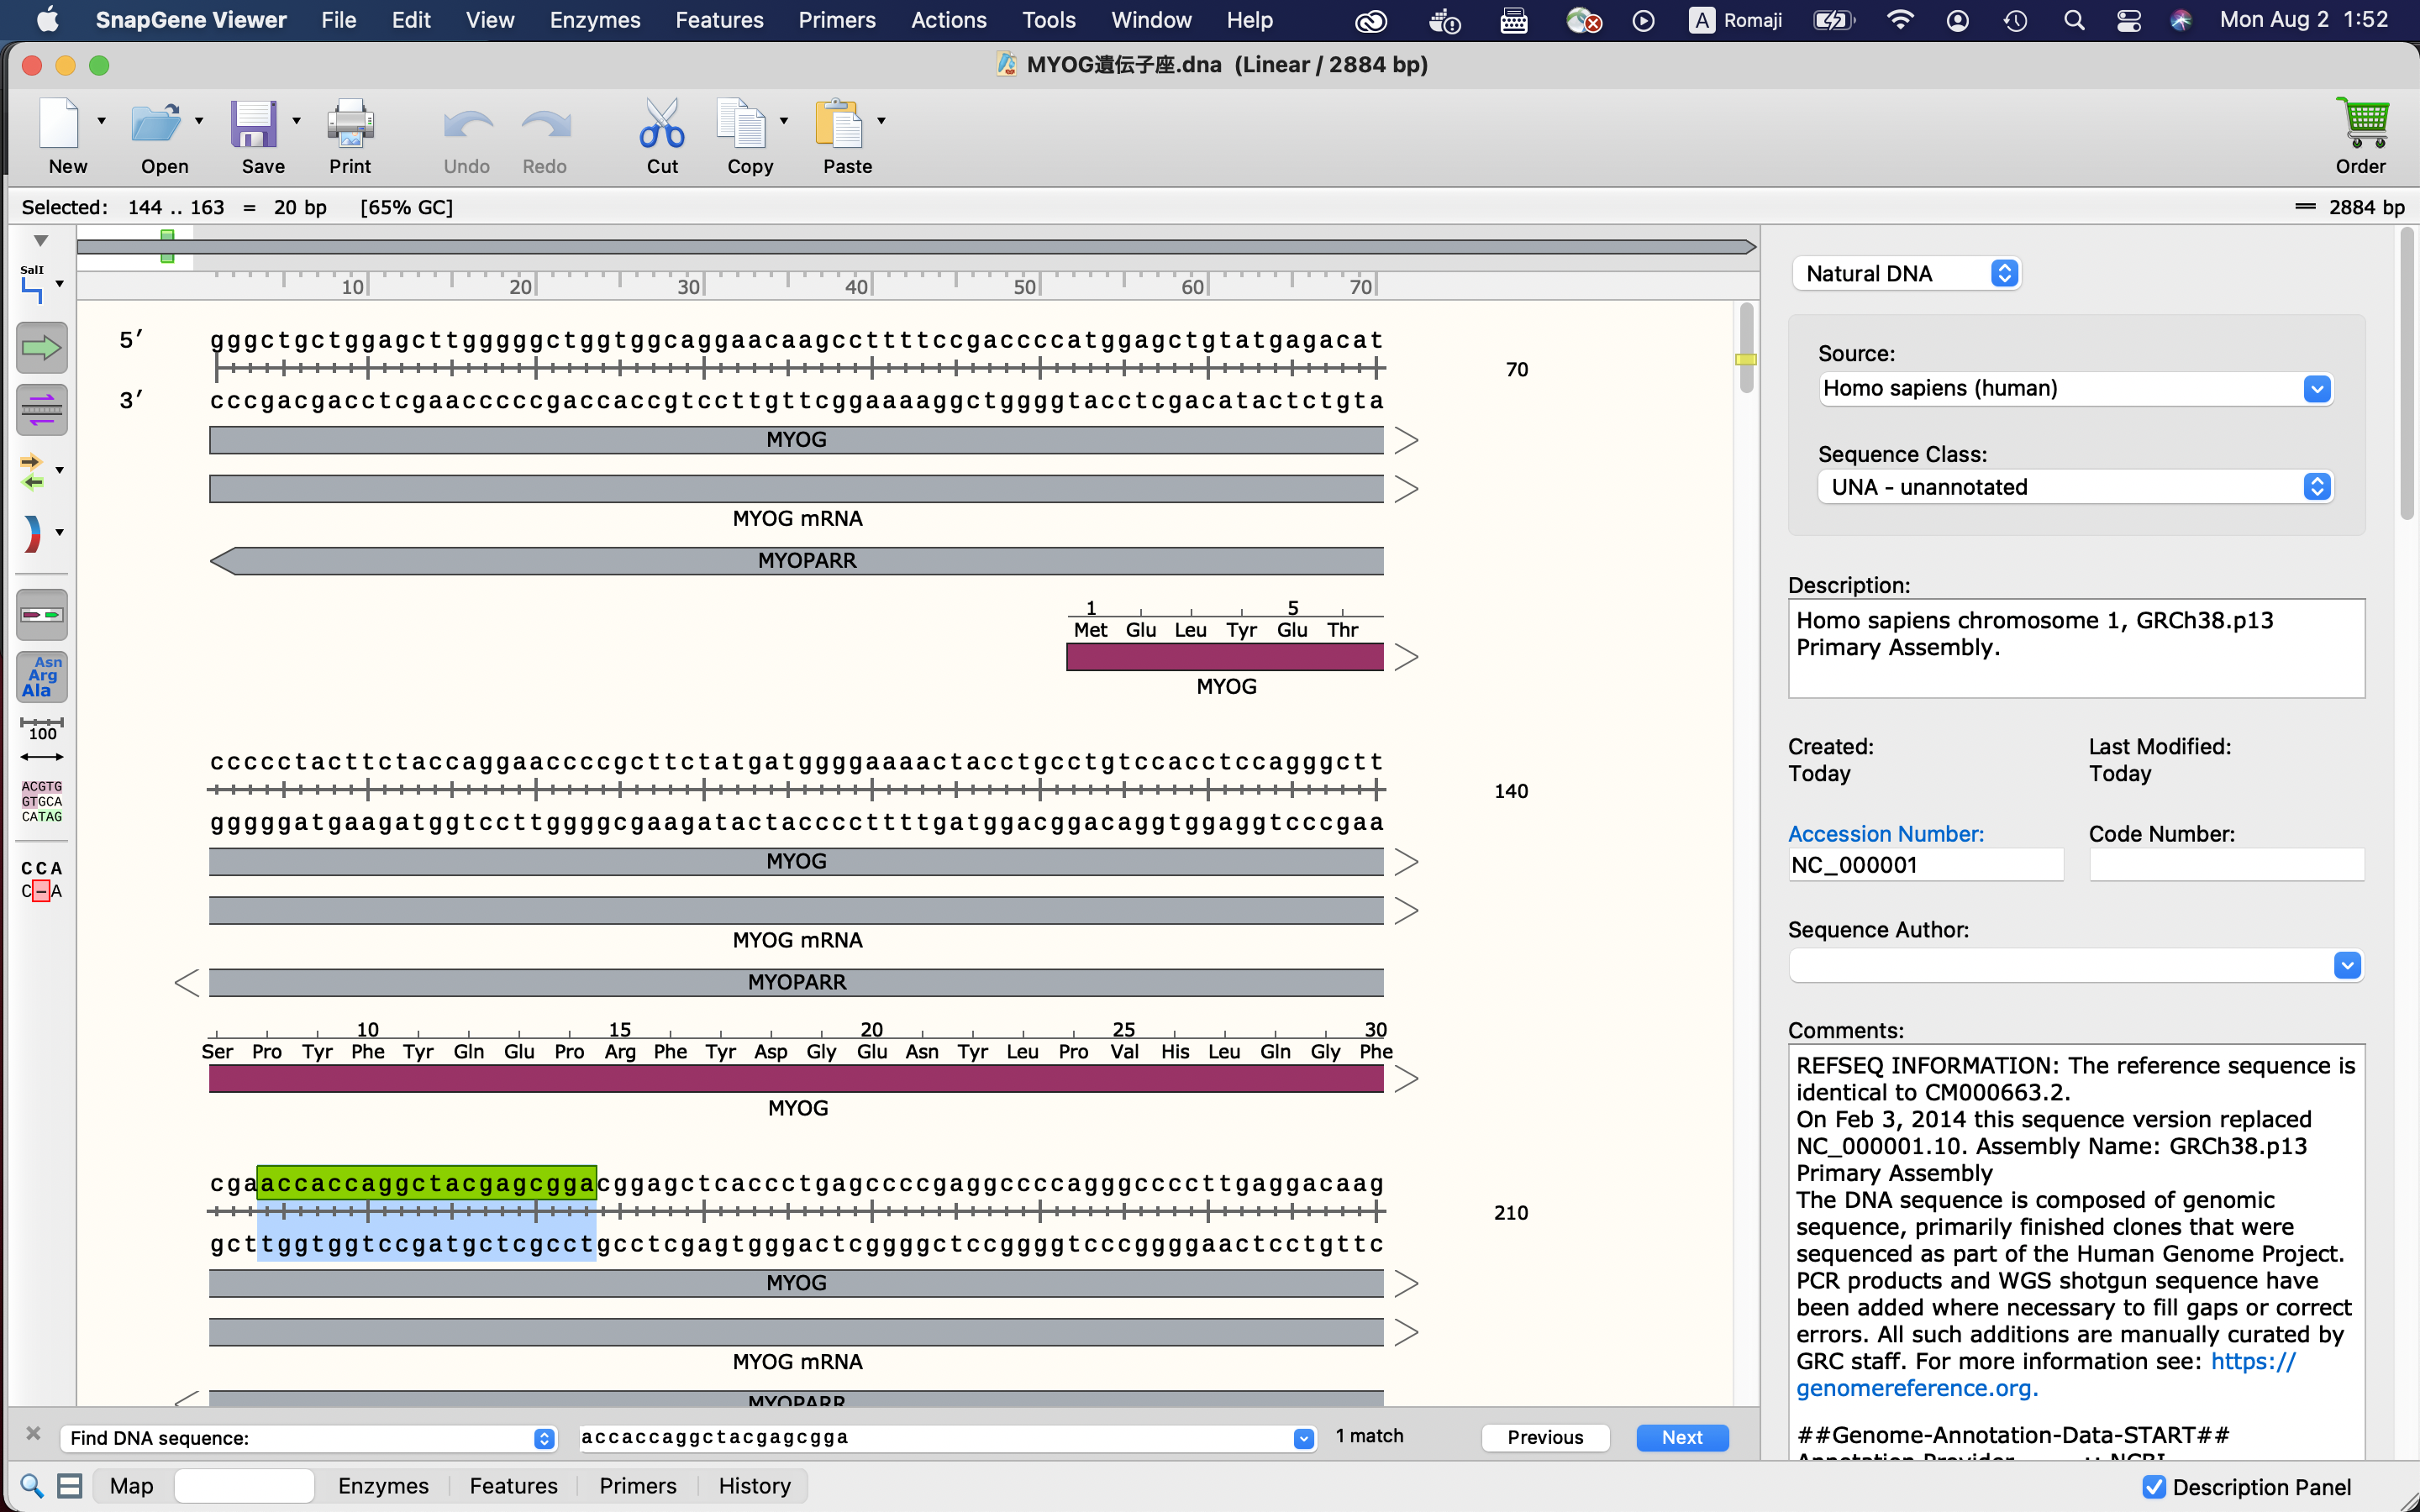 SnapGene Viewer File Edit View Enzymes Features Primers Actions Tools Window Help A Romaji Mon Aug 2 1:52
MYOG遺伝子座.dna (Linear / 2884 bp)
New Open Save Print Undo Redo Cut Copy Paste Order
Selected: 144 .. 163 = 20 bp [65% GC] 2884 bp
SalI
10 20 30 40 50 60 70
5′ gggctgctggagcttgggggctggtggcaggaacaagccttttccgaccccatggagctgtatgagacat
70
3′ cccgacgacctcgaacccccgaccaccgtccttgttcggaaaaggctggggtacctcgacatactctgta
MYOG
MYOG mRNA
MYOPARR
1 5
Met Glu Leu Tyr Glu Thr
MYOG
ccccctacttctaccaggaaccccgcttctatgatggggaaaactacctgcctgtccacctccagggctt
140
gggggatgaagatggtccttggggcgaagatactaccccttttgatggacggacaggtggaggtcccgaa
MYOG
MYOG mRNA
MYOPARR
10 15 20 25 30
Ser Pro Tyr Phe Tyr Gln Glu Pro Arg Phe Tyr Asp Gly Glu Asn Tyr Leu Pro Val His Leu Gln Gly Phe
MYOG
cgaaccaccaggctacgagcggacggagctcaccctgagccccgaggccccagggccccttgaggacaag
210
gcttggtggtccgatgctcgcctgcctcgagtgggactcggggctccggggtcccggggaactcctgttc
MYOG
MYOG mRNA
MYOPARR
Asn
Arg
Ala
100
ACGTG
GTGCA
CATAG
CCA
C–A
Natural DNA
Source:
Homo sapiens (human)
Sequence Class:
UNA - unannotated
Description:
Homo sapiens chromosome 1, GRCh38.p13
Primary Assembly.
Created: Last Modified:
Today Today
Accession Number: Code Number:
NC_000001
Sequence Author:
Comments:
REFSEQ INFORMATION: The reference sequence is
identical to CM000663.2.
On Feb 3, 2014 this sequence version replaced
NC_000001.10. Assembly Name: GRCh38.p13
Primary Assembly
The DNA sequence is composed of genomic
sequence, primarily finished clones that were
sequenced as part of the Human Genome Project.
PCR products and WGS shotgun sequence have
been added where necessary to fill gaps or correct
errors. All such additions are manually curated by
GRC staff. For more information see: https://
genomereference.org.
##Genome-Annotation-Data-START##
Annotation Provider :: NCBI
Find DNA sequence: accaccaggctacgagcgga 1 match Previous Next
Map Enzymes Features Primers History Description Panel